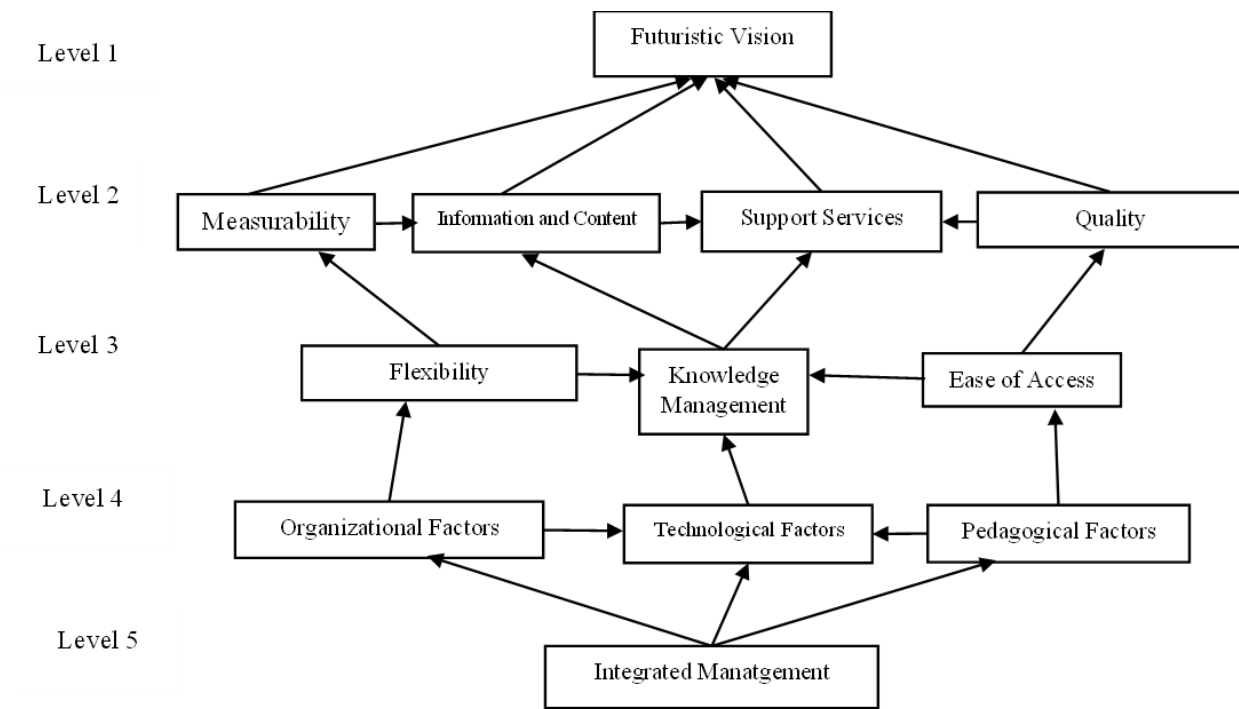 Level 1
Futuristic Vision
Level 2
Measurability
Information and Content
Support Services
Quality
Level 3
Flexibility
Knowledge
Management
Ease of Access
Level 4
Organizational Factors
Technological Factors
Pedagogical Factors
Level 5
Integrated Manatgement